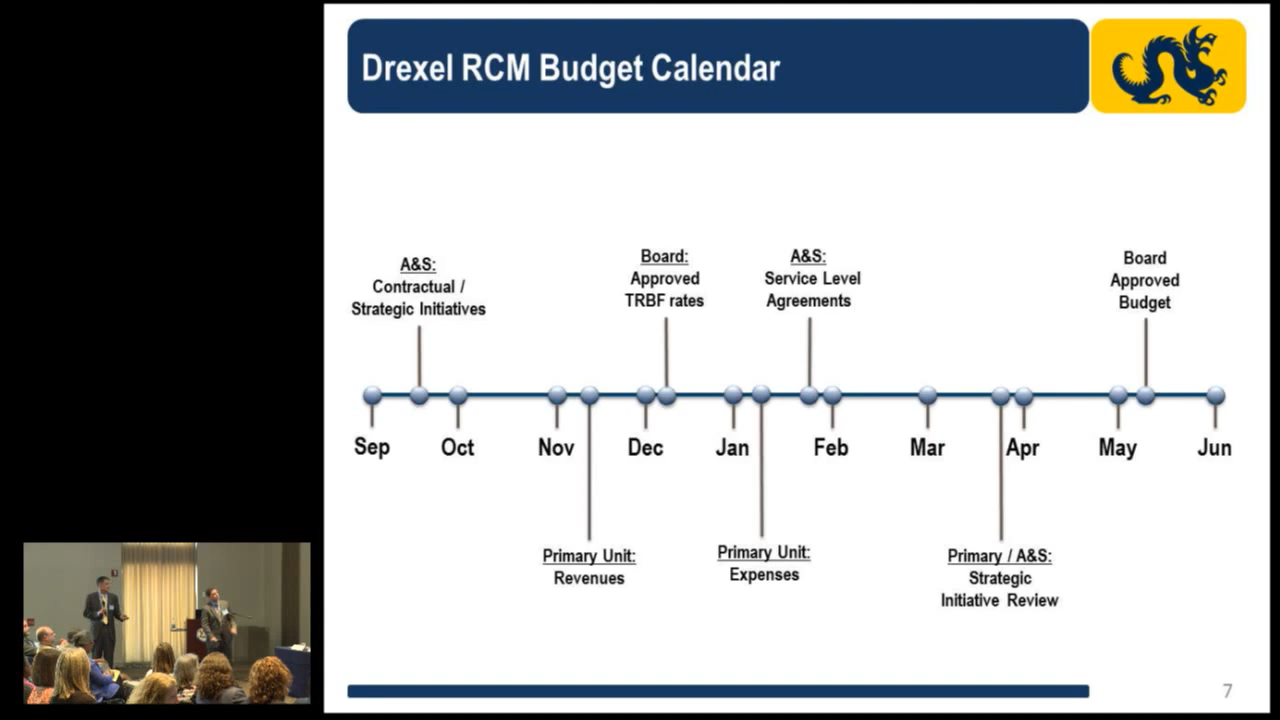 Drexel RCM Budget Calendar
A&S:
Contractual /
Strategic Initiatives
Board:
Approved
TRBF rates
A&S:
Service Level
Agreements
Board
Approved
Budget
Sep
Oct
Nov
Dec
Jan
Feb
Mar
Apr
May
Jun
Primary Unit:
Revenues
Primary Unit:
Expenses
Primary / A&S:
Strategic
Initiative Review
7